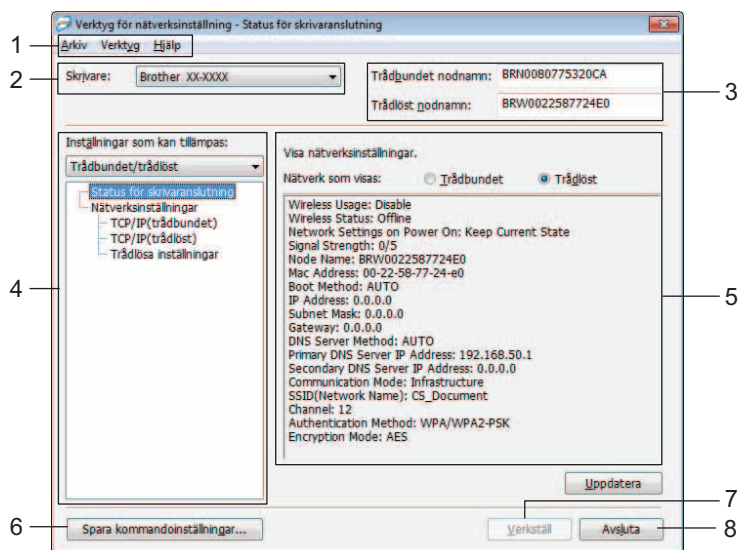 Verktyg för nätverksinställning - Status för skrivaranslutning
1
Arkiv Verktyg Hjälp
2
Skrivare: Brother XX-XXXX
Trådbundet nodnamn: BRN0080775320CA
Trådlöst nodnamn: BRW0022587724E0
3
Inställningar som kan tillämpas:
Trådbundet/trådlöst
Status för skrivaranslutning
Nätverksinställningar
TCP/IP(trådbundet)
TCP/IP(trådlöst)
Trådlösa inställningar
4
Visa nätverksinställningar.
Nätverk som visas: Trådbundet Trådlöst
Wireless Usage: Disable
Wireless Status: Offline
Network Settings on Power On: Keep Current State
Signal Strength: 0/5
Node Name: BRW0022587724E0
Mac Address: 00-22-58-77-24-e0
Boot Method: AUTO
IP Address: 0.0.0.0
Subnet Mask: 0.0.0.0
Gateway: 0.0.0.0
DNS Server Method: AUTO
Primary DNS Server IP Address: 192.168.50.1
Secondary DNS Server IP Address: 0.0.0.0
Communication Mode: Infrastructure
SSID(Network Name): CS_Document
Channel: 12
Authentication Method: WPA/WPA2-PSK
Encryption Mode: AES
5
Uppdatera
6
Spara kommandoinställningar...
7
Verkställ
Avsluta
8